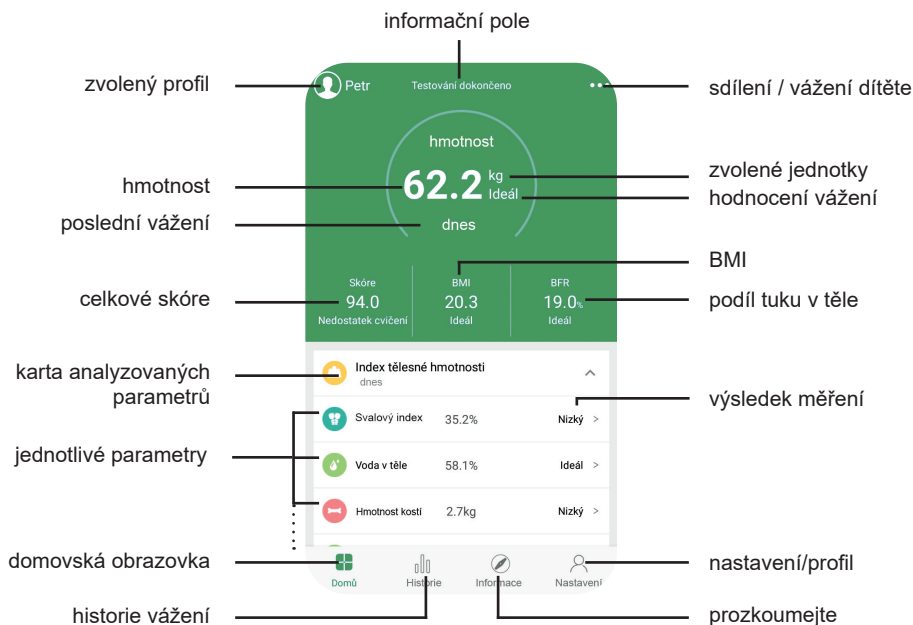 informační pole
zvolený profil
Petr
Testování dokončeno
sdílení / vážení dítěte
hmotnost
62.2 kg
Ideál
zvolené jednotky
hmotnost
hodnocení vážení
poslední vážení
dnes
BMI
Skóre
BMI
BFR
celkové skóre
94.0
20.3
19.0%
podíl tuku v těle
Nedostatek cvičení
Ideál
Ideál
karta analyzovaných
parametrů
Index tělesné hmotnosti
dnes
výsledek měření
Svalový index 35.2% Nizký >
jednotlivé parametry
Voda v těle 58.1% Ideál >
Hmotnost kostí 2.7kg Nizký >
domovská obrazovka
nastavení/profil
Domů
Historie
Informace
Nastavení
historie vážení
prozkoumejte